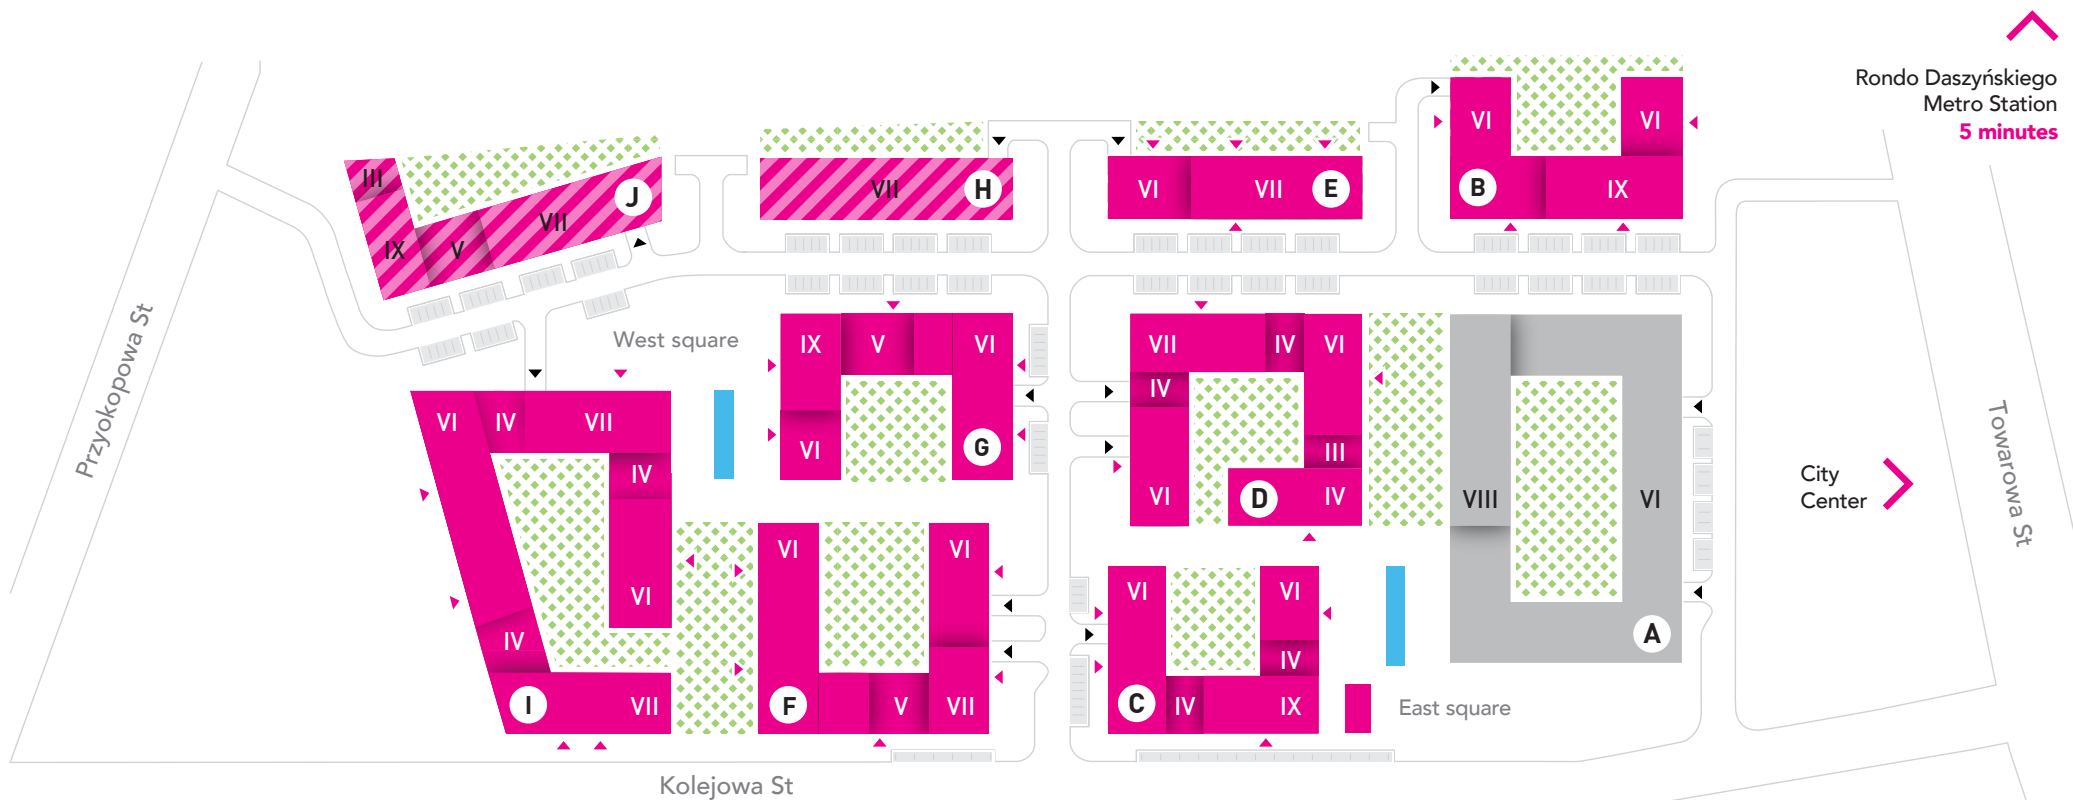 Rondo Daszyńskiego
Metro Station
5 minutes
VI
VI
B
IX
III
J
VII
IX
V
VII
H
VI
VII
E
Przyokopowa St
West square
IX
V
VI
VI
G
VII
IV
VI
IV
III
VI
D
IV
VIII
VI
A
City
Center
Towarowa St
VI
IV
VII
IV
VI
IV
I
VII
VI
VI
F
V
VII
VI
VI
IV
C
IV
IX
East square
Kolejowa St